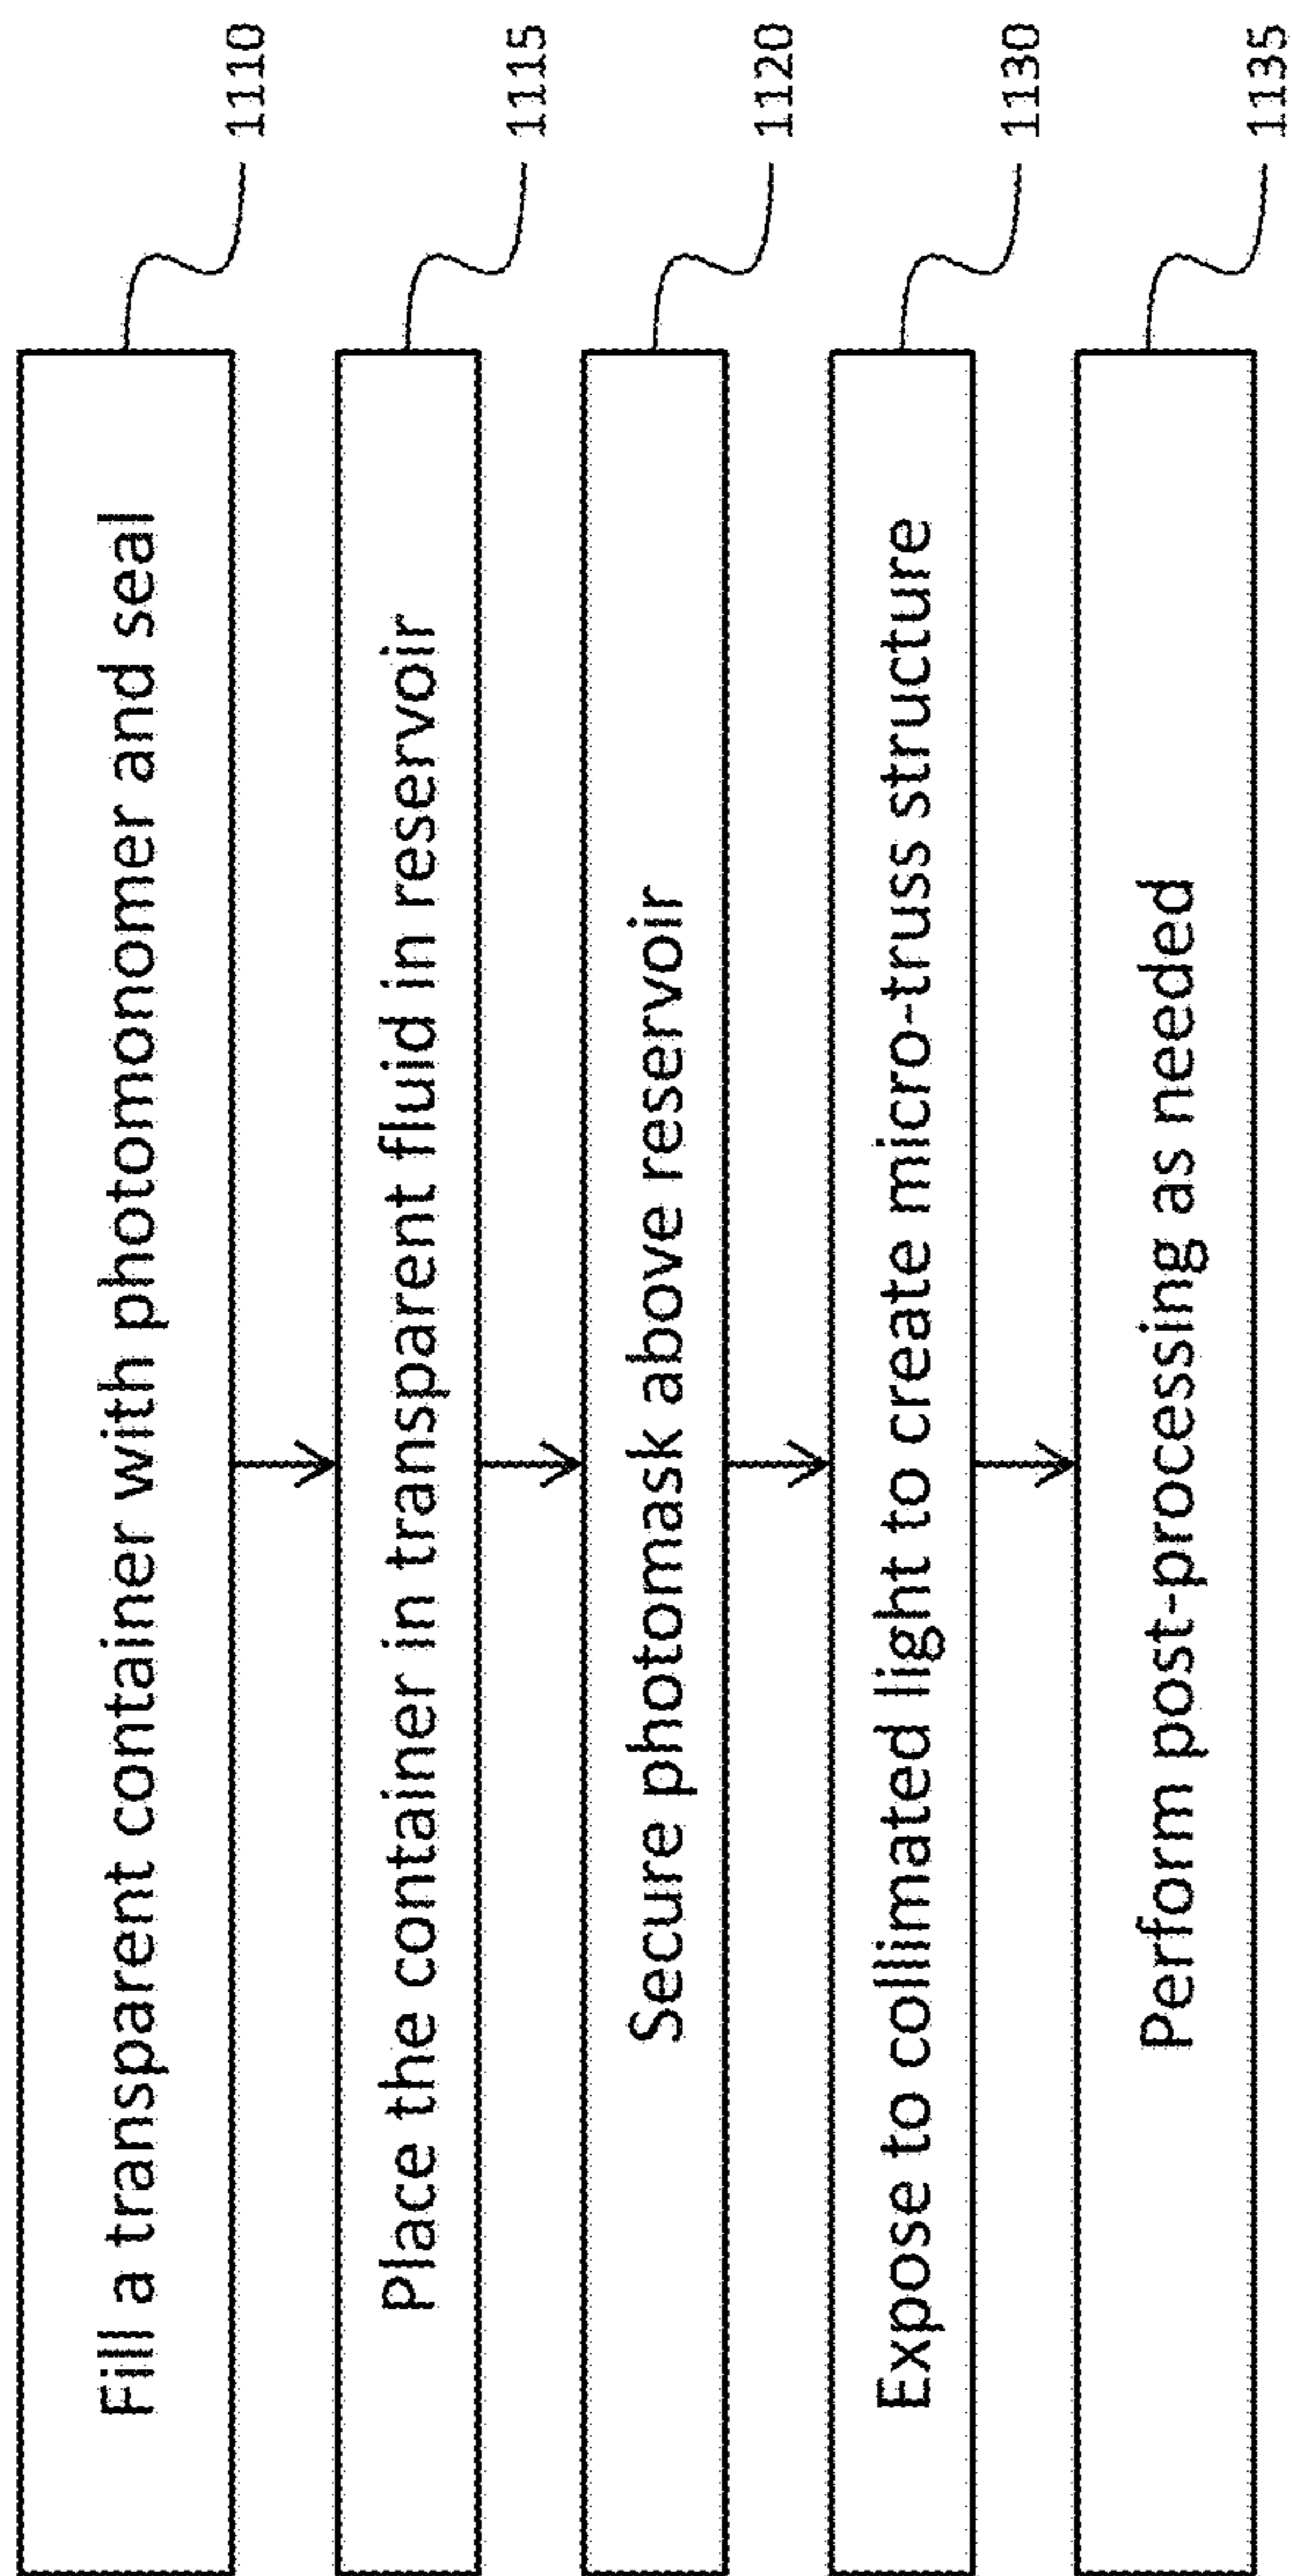 Fill a transparent container with photomonomer and seal
1110
Place the container in transparent fluid in reservoir
1115
Secure photomask above reservoir
1120
Expose to collimated light to create micro-truss structure
1130
Perform post-processing as needed
1135